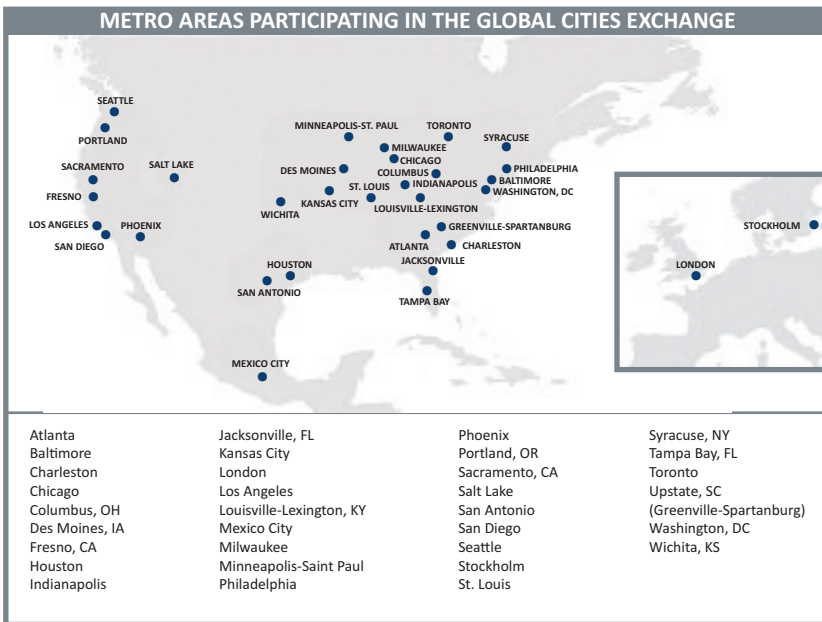 METRO AREAS PARTICIPATING IN THE GLOBAL CITIES EXCHANGE
SEATTLE
PORTLAND
SACRAMENTO
SALT LAKE
FRESNO
LOS ANGELES
PHOENIX
SAN DIEGO
MINNEAPOLIS-ST. PAUL
TORONTO
SYRACUSE
MILWAUKEE
CHICAGO
DES MOINES
COLUMBUS
PHILADELPHIA
BALTIMORE
ST. LOUIS
INDIANAPOLIS
WASHINGTON, DC
KANSAS CITY
LOUISVILLE-LEXINGTON
WICHITA
GREENVILLE-SPARTANBURG
ATLANTA
CHARLESTON
JACKSONVILLE
HOUSTON
SAN ANTONIO
TAMPA BAY
MEXICO CITY
STOCKHOLM
LONDON
Atlanta
Baltimore
Charleston
Chicago
Columbus, OH
Des Moines, IA
Fresno, CA
Houston
Indianapolis
Jacksonville, FL
Kansas City
London
Los Angeles
Louisville-Lexington, KY
Mexico City
Milwaukee
Minneapolis-Saint Paul
Philadelphia
Phoenix
Portland, OR
Sacramento, CA
Salt Lake
San Antonio
San Diego
Seattle
Stockholm
St. Louis
Syracuse, NY
Tampa Bay, FL
Toronto
Upstate, SC
(Greenville-Spartanburg)
Washington, DC
Wichita, KS